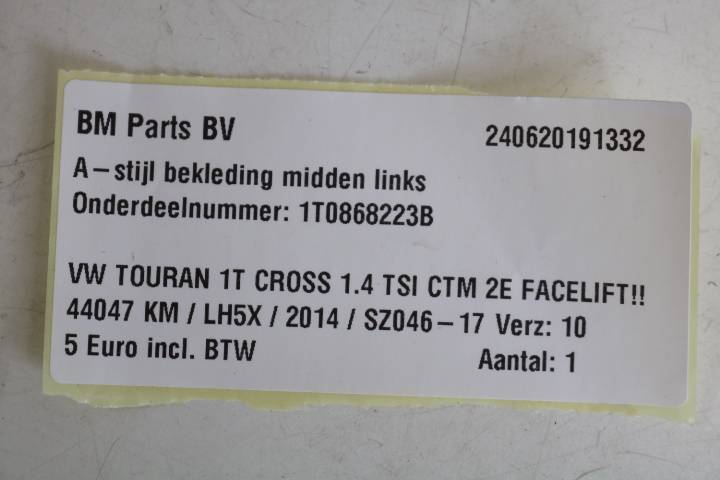 BM Parts BV 240620191332
A-stijl bekleding midden links
Onderdeelnummer: 1T0868223B
VW TOURAN 1T CROSS 1.4 TSI CTM 2E FACELIFT!!
44047 KM / LH5X / 2014 / SZ046-17 Verz: 10
5 Euro incl. BTW Aantal: 1